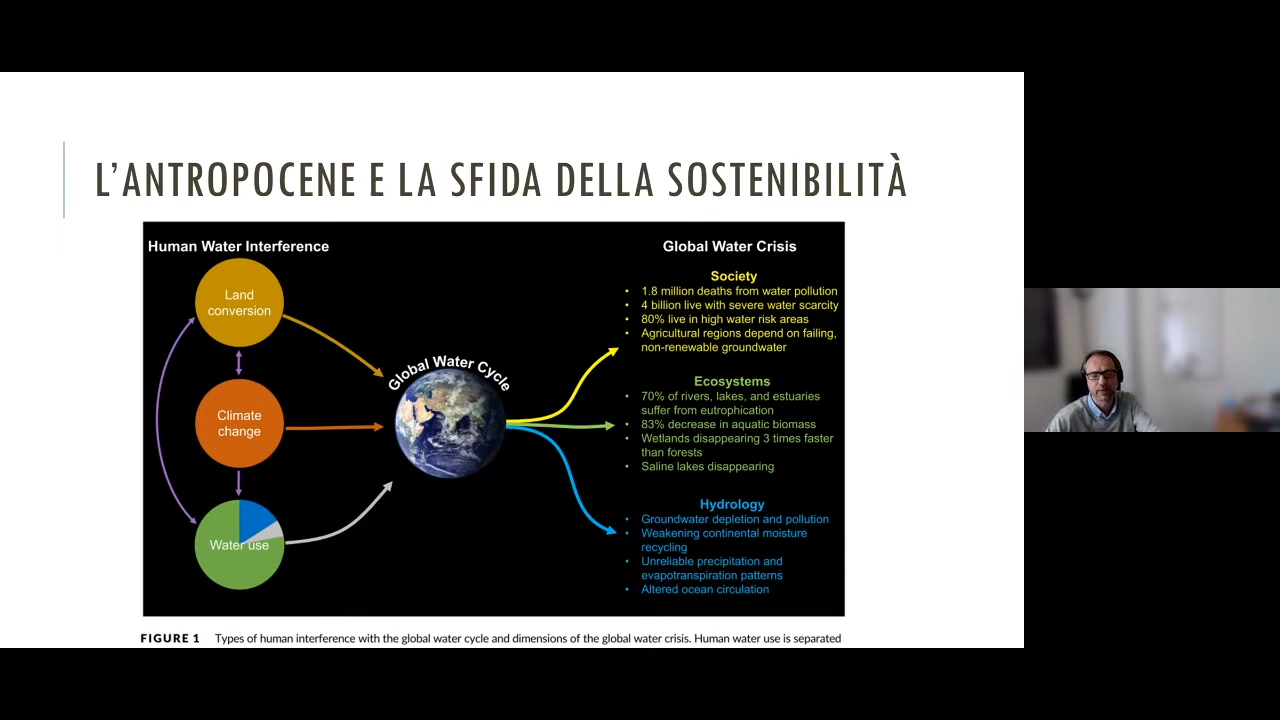 L'ANTROPOCENE E LA SFIDA DELLA SOSTENIBILITÀ
Human Water Interference
Land
conversion
Climate
change
Water use
Global Water Cycle
Global Water Crisis
Society
• 1.8 million deaths from water pollution
• 4 billion live with severe water scarcity
• 80% live in high water risk areas
• Agricultural regions depend on failing,
non-renewable groundwater
Ecosystems
• 70% of rivers, lakes, and estuaries
suffer from eutrophication
• 83% decrease in aquatic biomass
• Wetlands disappearing 3 times faster
than forests
• Saline lakes disappearing
Hydrology
• Groundwater depletion and pollution
• Weakening continental moisture
recycling
• Unreliable precipitation and
evapotranspiration patterns
• Altered ocean circulation
FIGURE 1 Types of human interference with the global water cycle and dimensions of the global water crisis. Human water use is separated